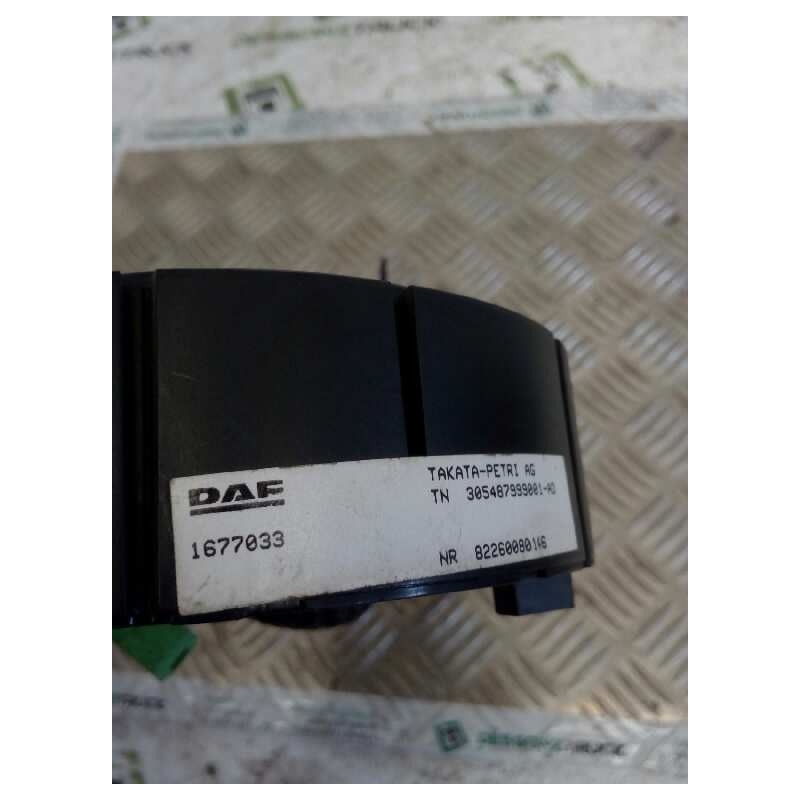 DAF
1677033
TAKATA-PETRI AG
TN 305487999001-AD
NR 82260080146